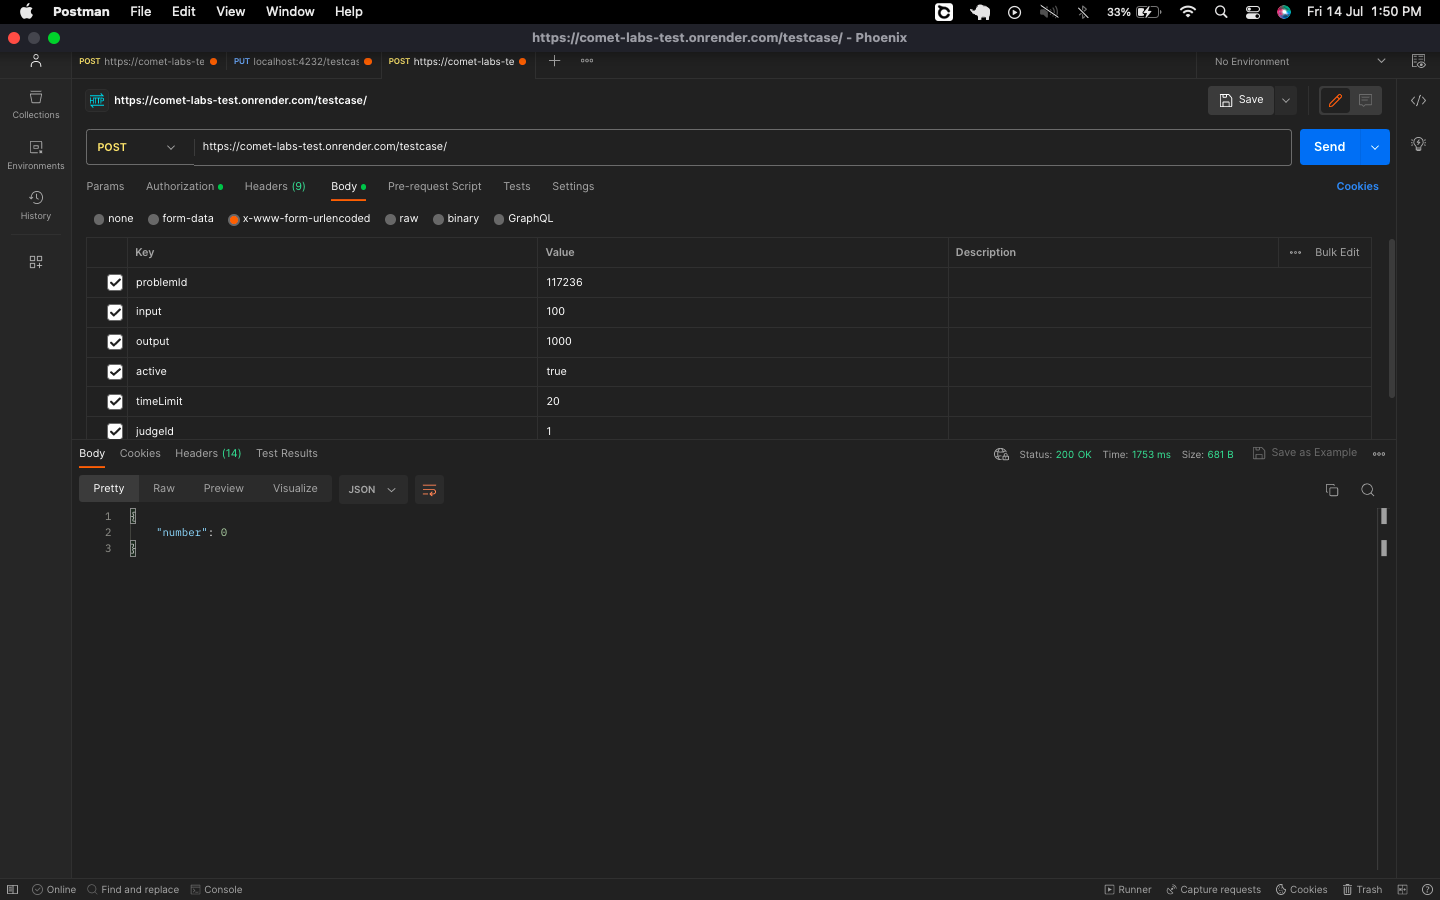 Postman File Edit View Window Help 33% Fri 14 Jul 1:50 PM
https://comet-labs-test.onrender.com/testcase/ - Phoenix
POST https://comet-labs-te PUT localhost:4232/testcas POST https://comet-labs-te No Environment
HTTP https://comet-labs-test.onrender.com/testcase/ Save
Collections
POST https://comet-labs-test.onrender.com/testcase/ Send
Environments
Params Authorization Headers (9) Body Pre-request Script Tests Settings Cookies
History
none form-data x-www-form-urlencoded raw binary GraphQL
Key Value Description Bulk Edit
problemId 117236
input 100
output 1000
active true
timeLimit 20
judgeId 1
Body Cookies Headers (14) Test Results Status: 200 OK Time: 1753 ms Size: 681 B Save as Example
Pretty Raw Preview Visualize JSON
1 {
2 "number": 0
3 }
Online Find and replace Console Runner Capture requests Cookies Trash